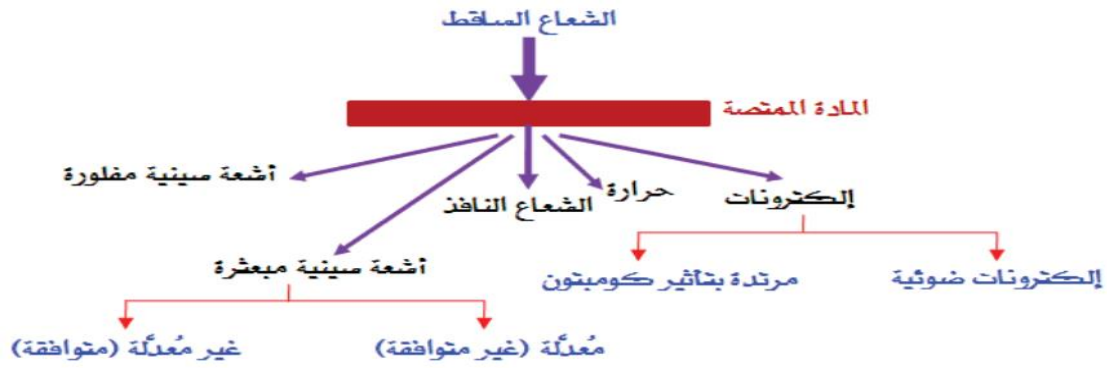 الشعاع الساقط
المادة الممتصة
أشعة سينية مفلورة
الشعاع النافذ
حرارة
إلكترونات
أشعة سينية مبعثرة
مرتدة بتأثير كومبتون
إلكترونات ضوئية
غير مُعدَّلة (متوافقة)
مُعدَّلة (غير متوافقة)